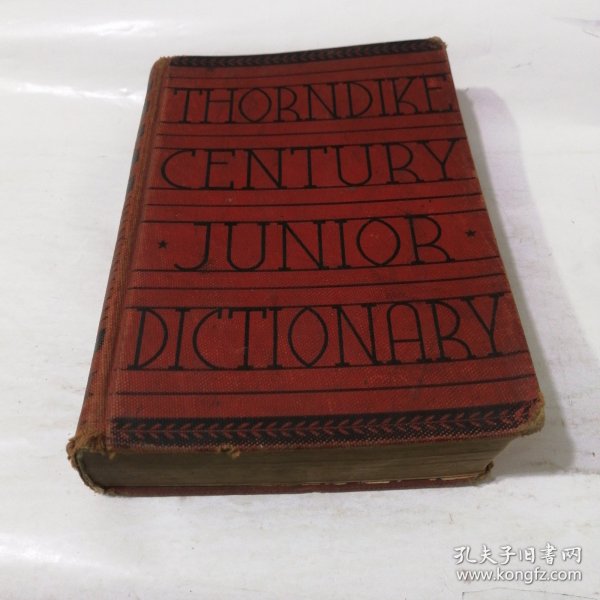 THORNDIKE
CENTURY
* JUNIOR *
DICTIONARY
孔夫子旧书网
www.kongfz.com